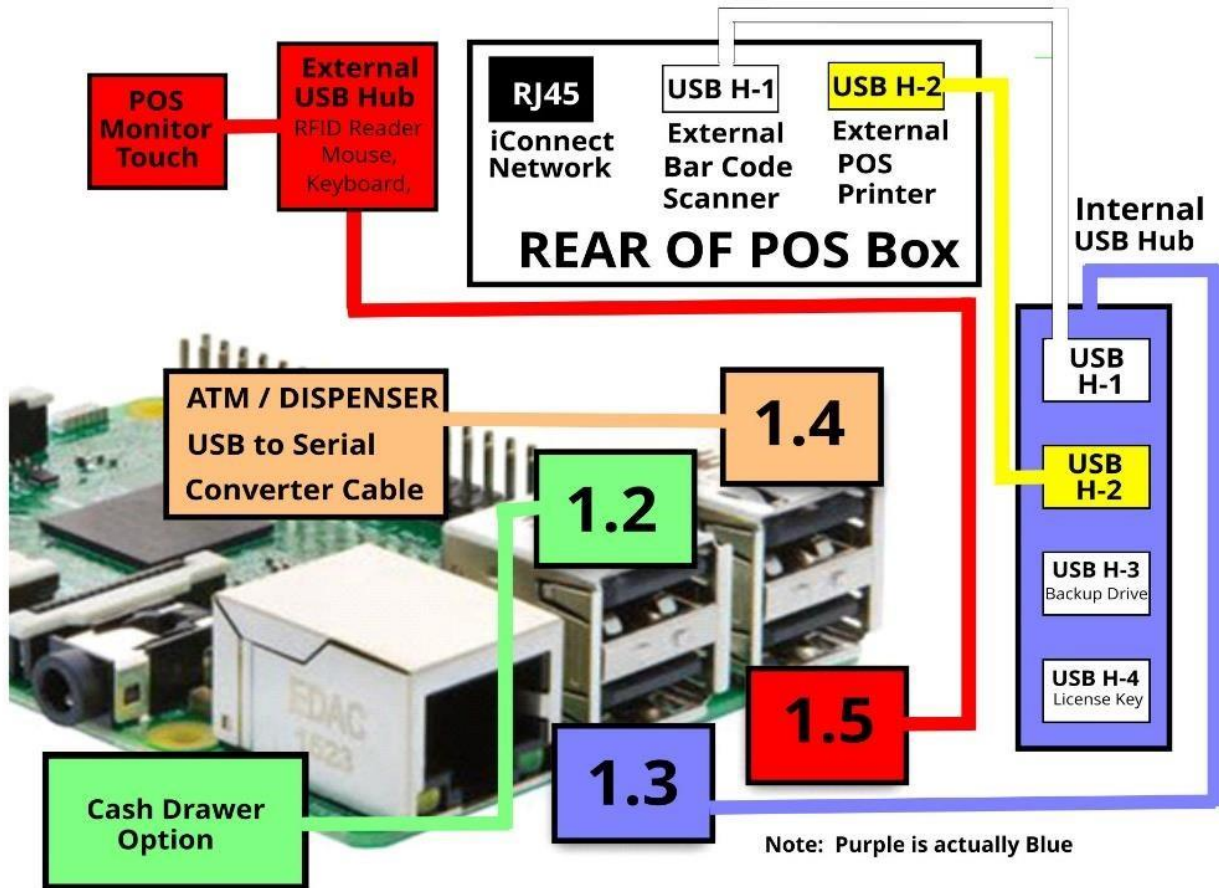 POS
Monitor
Touch
External
USB Hub
RFID Reader
Mouse,
Keyboard,
RJ45
iConnect
Network
USB H-1
External
Bar Code
Scanner
USB H-2
External
POS
Printer
REAR OF POS Box
Internal
USB Hub
USB
H-1
USB
H-2
USB H-3
Backup Drive
USB H-4
License Key
ATM / DISPENSER
USB to Serial
Converter Cable
1.4
1.2
1.5
1.3
EDAC
1523
Cash Drawer
Option
Note: Purple is actually Blue